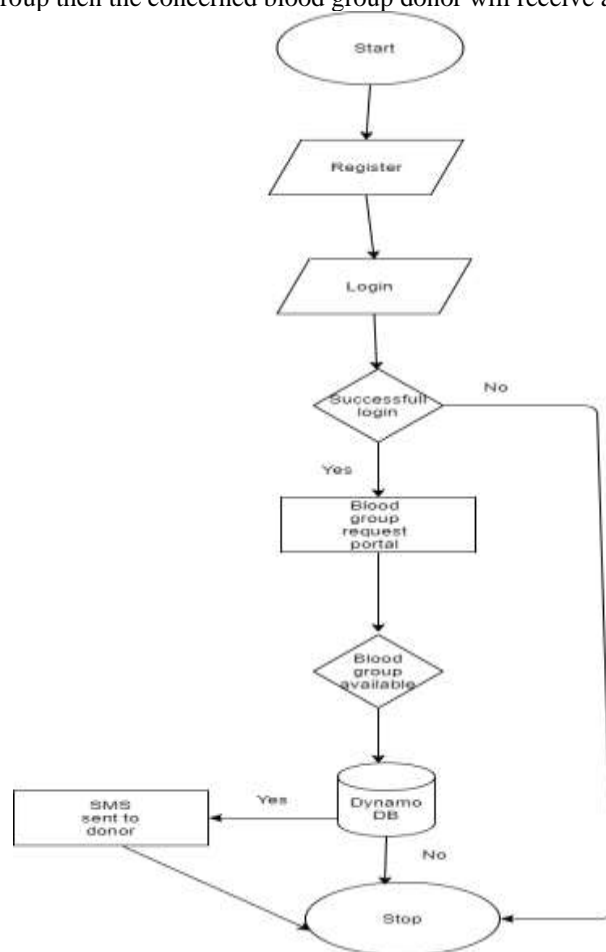 roup then the concerned blood group donor will receive a
Start
Register
Login
Successfull
login
No
Yes
Blood
group
request
portal
Blood
group
available
Dynamo
DB
Yes
SMS
sent to
donor
No
Stop